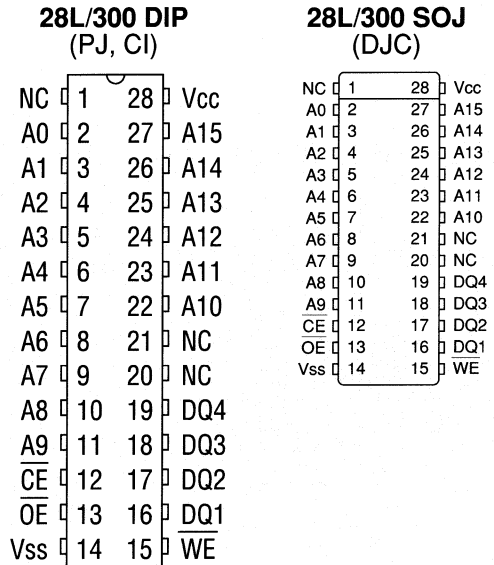 28L/300 DIP
(PJ, CI)
NC 1 28 Vcc
A0 2 27 A15
A1 3 26 A14
A2 4 25 A13
A3 5 24 A12
A4 6 23 A11
A5 7 22 A10
A6 8 21 NC
A7 9 20 NC
A8 10 19 DQ4
A9 11 18 DQ3
C̅E̅ 12 17 DQ2
O̅E̅ 13 16 DQ1
Vss 14 15 W̅E̅
28L/300 SOJ
(DJC)
NC 1 28 Vcc
A0 2 27 A15
A1 3 26 A14
A2 4 25 A13
A3 5 24 A12
A4 6 23 A11
A5 7 22 A10
A6 8 21 NC
A7 9 20 NC
A8 10 19 DQ4
A9 11 18 DQ3
C̅E̅ 12 17 DQ2
O̅E̅ 13 16 DQ1
Vss 14 15 W̅E̅